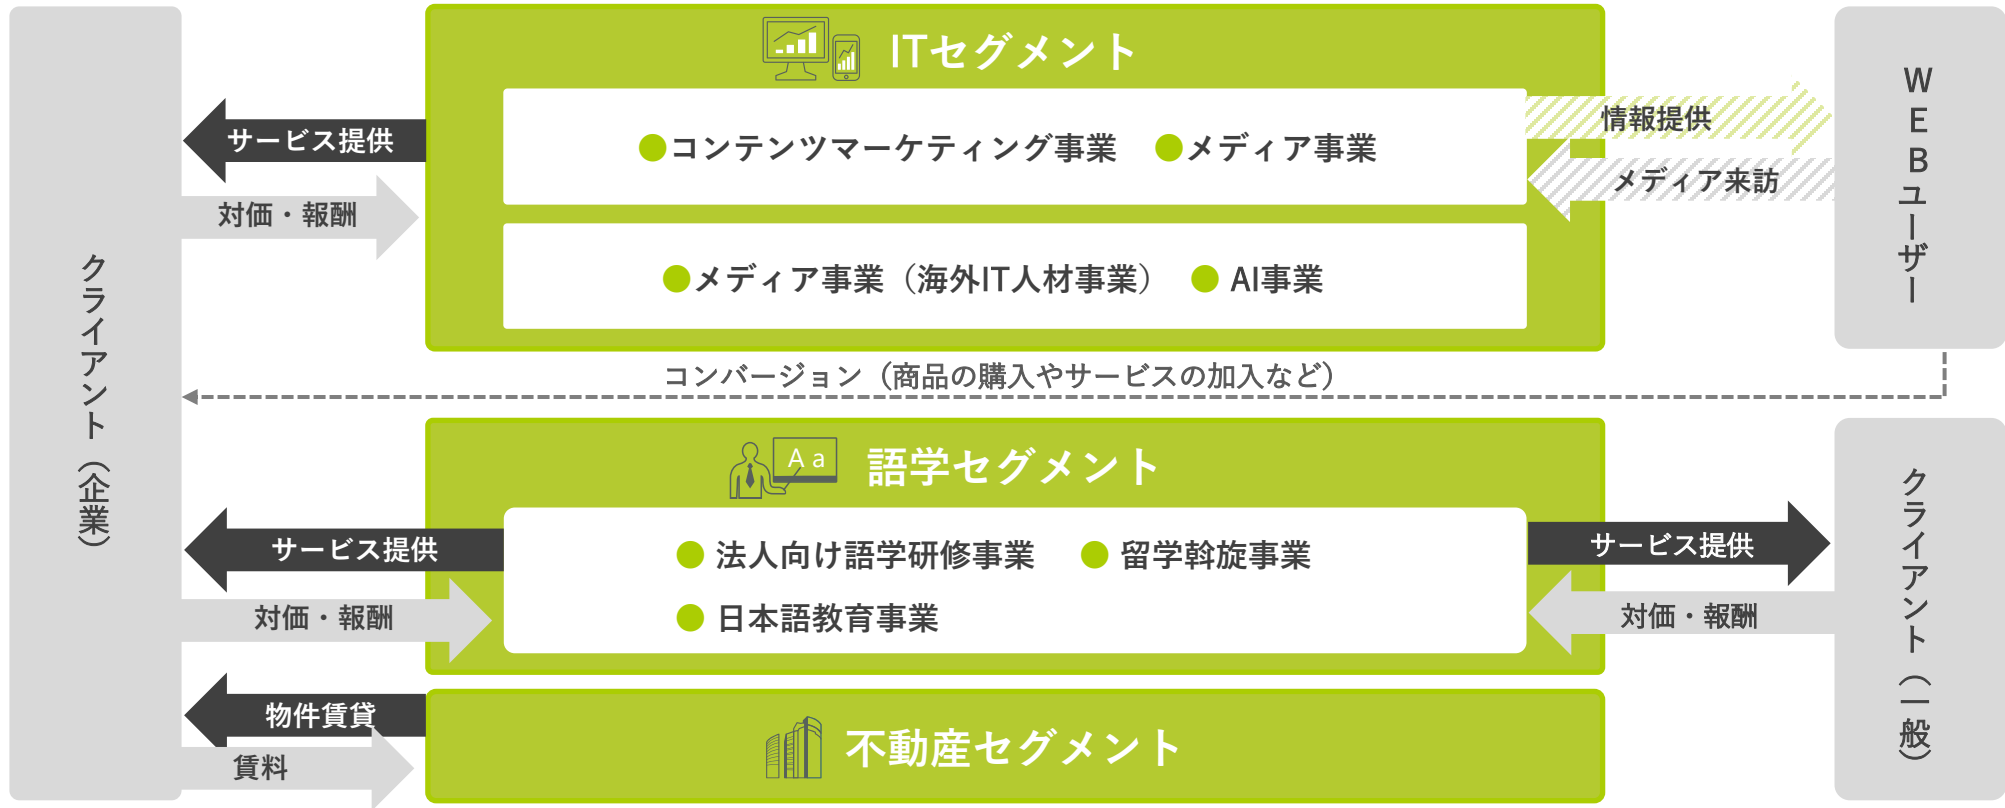 クライアント（企業）
ITセグメント
●コンテンツマーケティング事業 ●メディア事業
●メディア事業（海外IT人材事業） ● AI事業
サービス提供
対価・報酬
情報提供
メディア来訪
WEBユーザー
コンバージョン（商品の購入やサービスの加入など）
A a
語学セグメント
● 法人向け語学研修事業 ● 留学斡旋事業
● 日本語教育事業
サービス提供
対価・報酬
サービス提供
対価・報酬
クライアント（一般）
物件賃貸
賃料
不動産セグメント